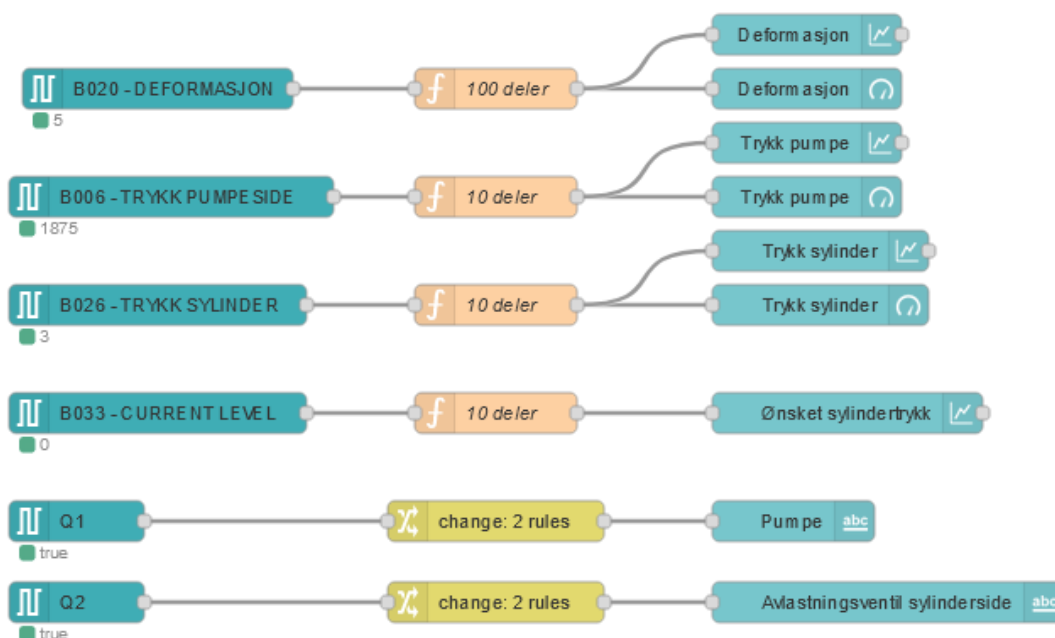 Deformasjon
B020 - DEFORMASJON 100 deler Deformasjon
5
Trykk pumpe
B006 - TRYKK PUMPESIDE 10 deler Trykk pumpe
1875
Trykk sylinder
B026 - TRYKK SYLINDER 10 deler Trykk sylinder
3
B033 - CURRENT LEVEL 10 deler Ønsket sylindertrykk
0
Q1 change: 2 rules Pumpe abc
true
Q2 change: 2 rules Avlastningsventil sylinderside abc
true